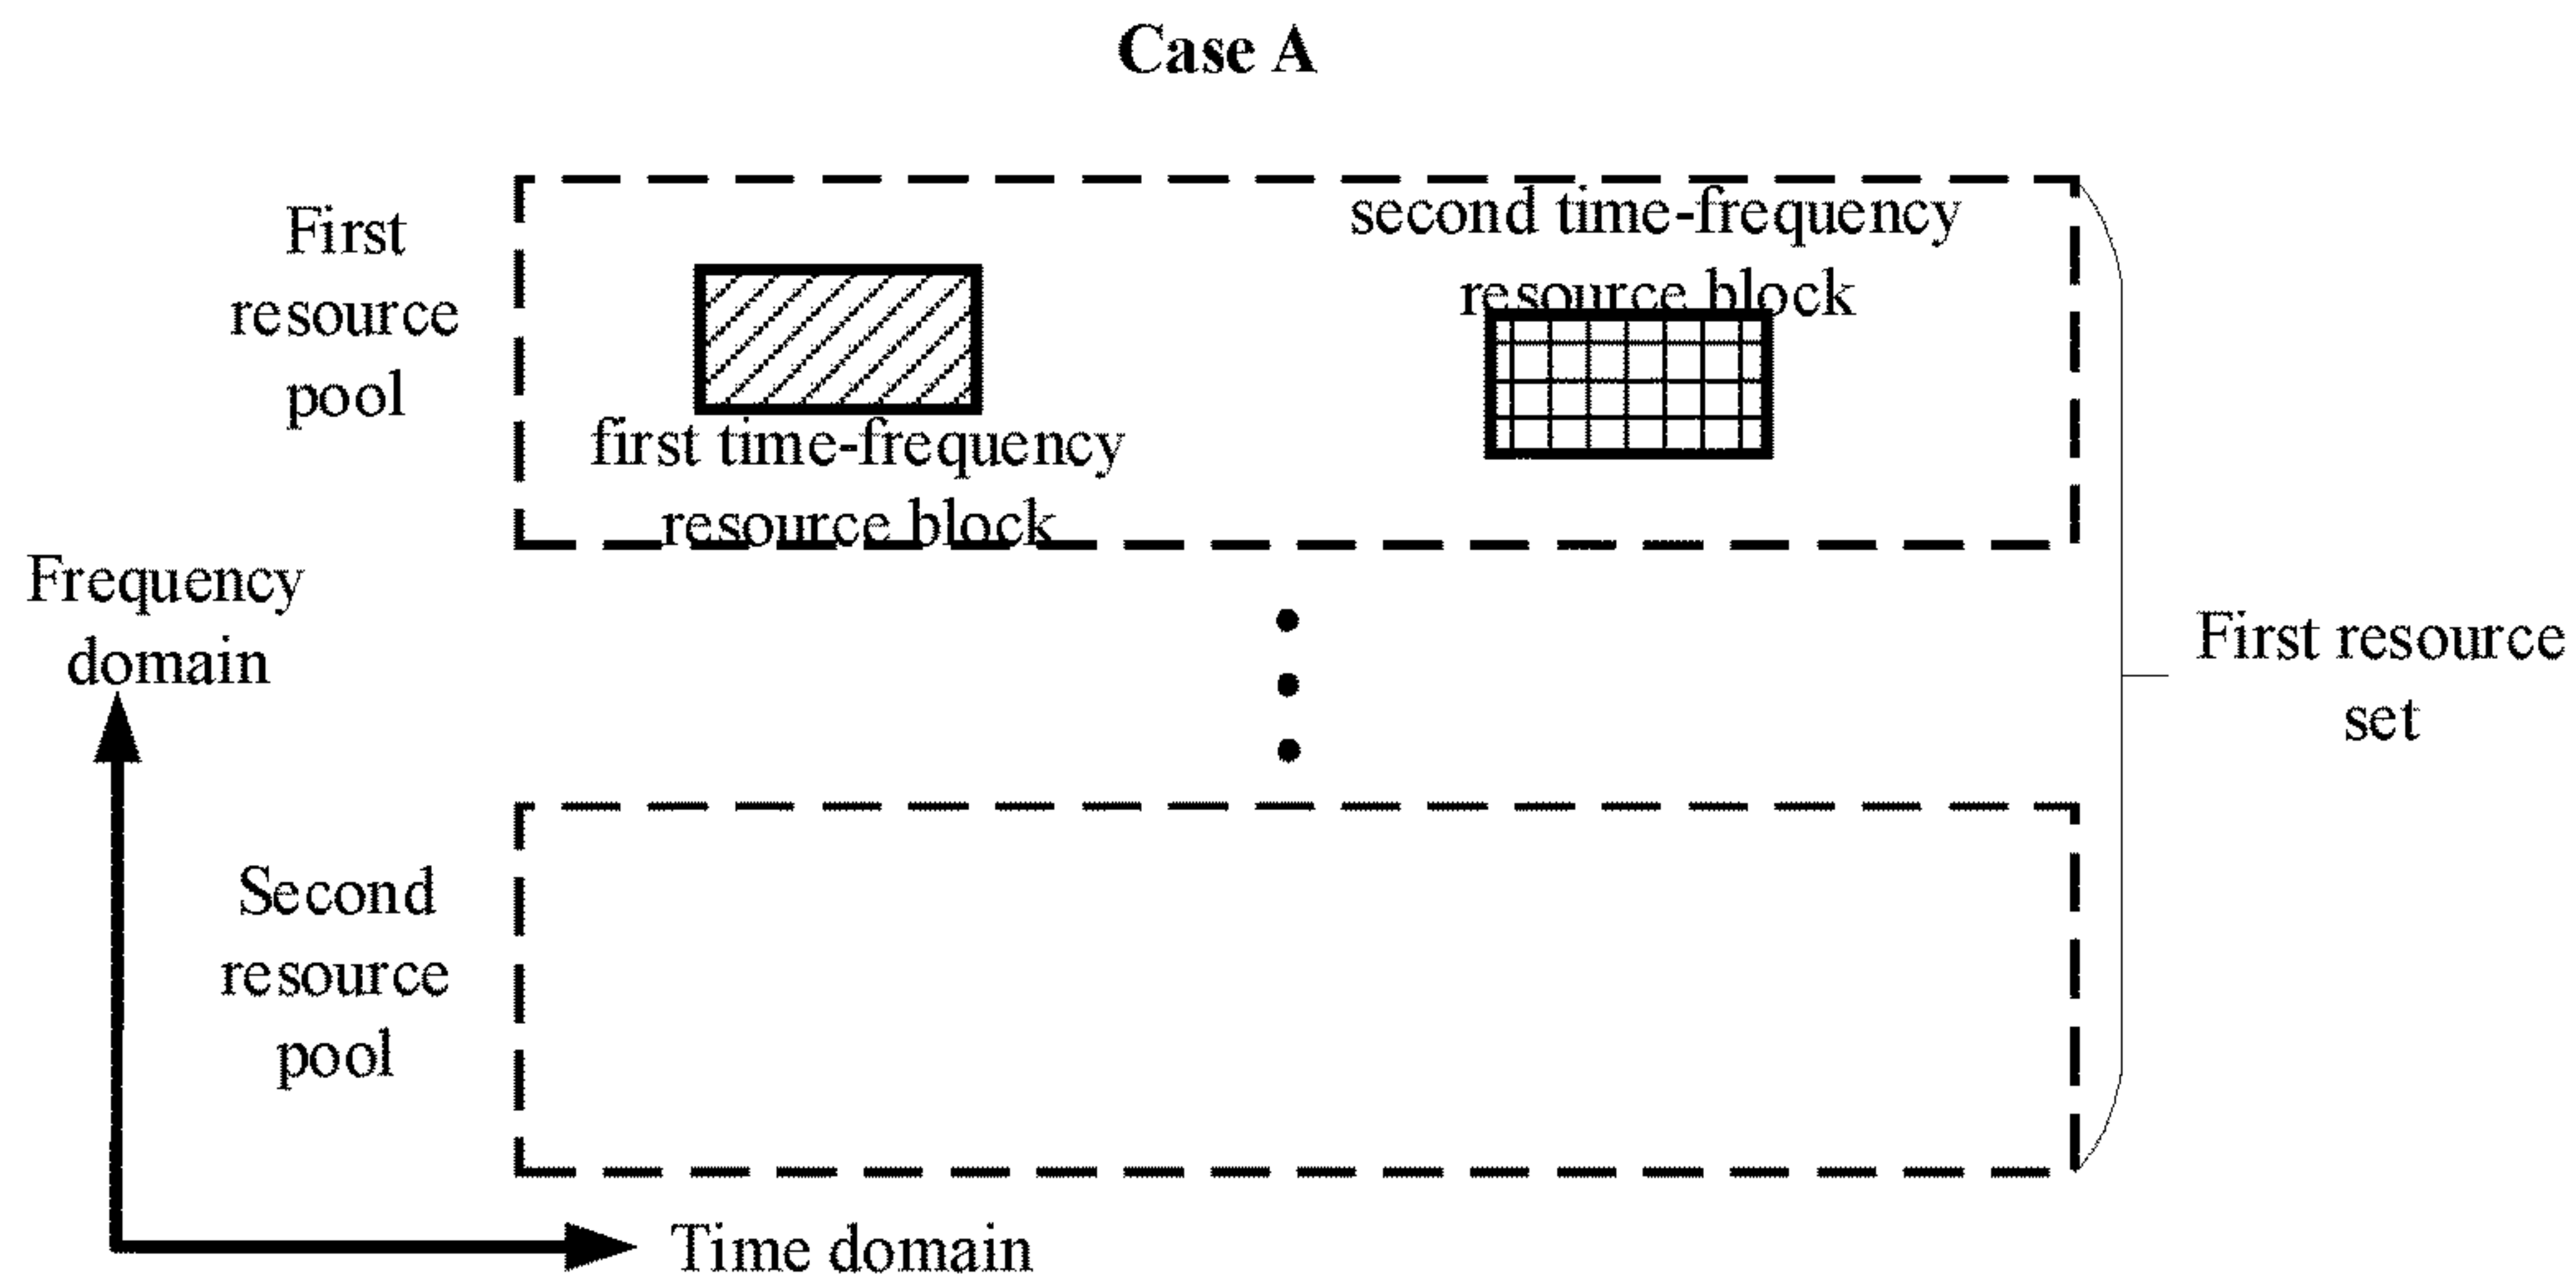 Case A
First
resource
pool
second time-frequency
resource block
first time-frequency
resource block
Frequency
domain
First resource
set
Second
resource
pool
Time domain